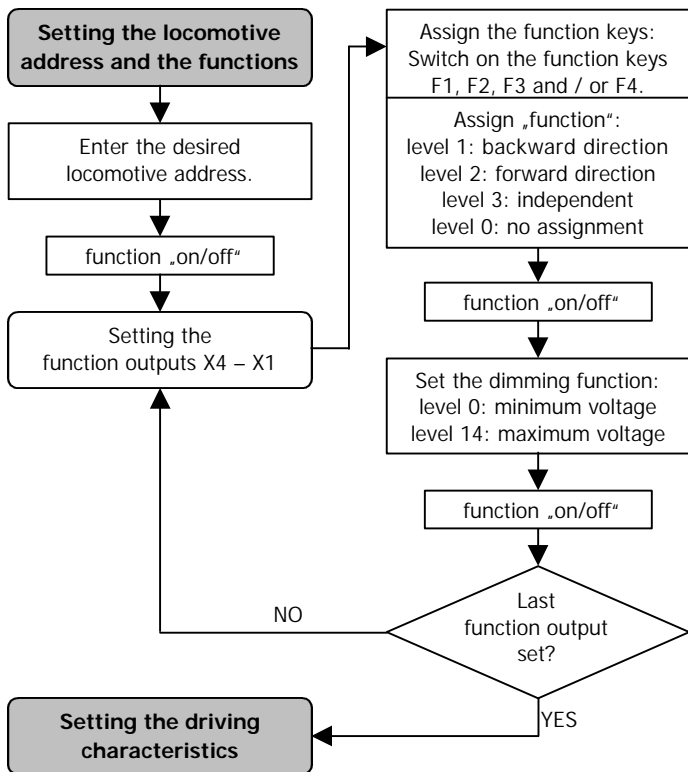 Setting the locomotive
address and the functions
Enter the desired
locomotive address.
function „on/off“
Setting the
function outputs X4 – X1
Assign the function keys:
Switch on the function keys
F1, F2, F3 and / or F4.
Assign „function“:
level 1: backward direction
level 2: forward direction
level 3: independent
level 0: no assignment
function „on/off“
Set the dimming function:
level 0: minimum voltage
level 14: maximum voltage
function „on/off“
Last
function output
set?
NO
YES
Setting the driving
characteristics